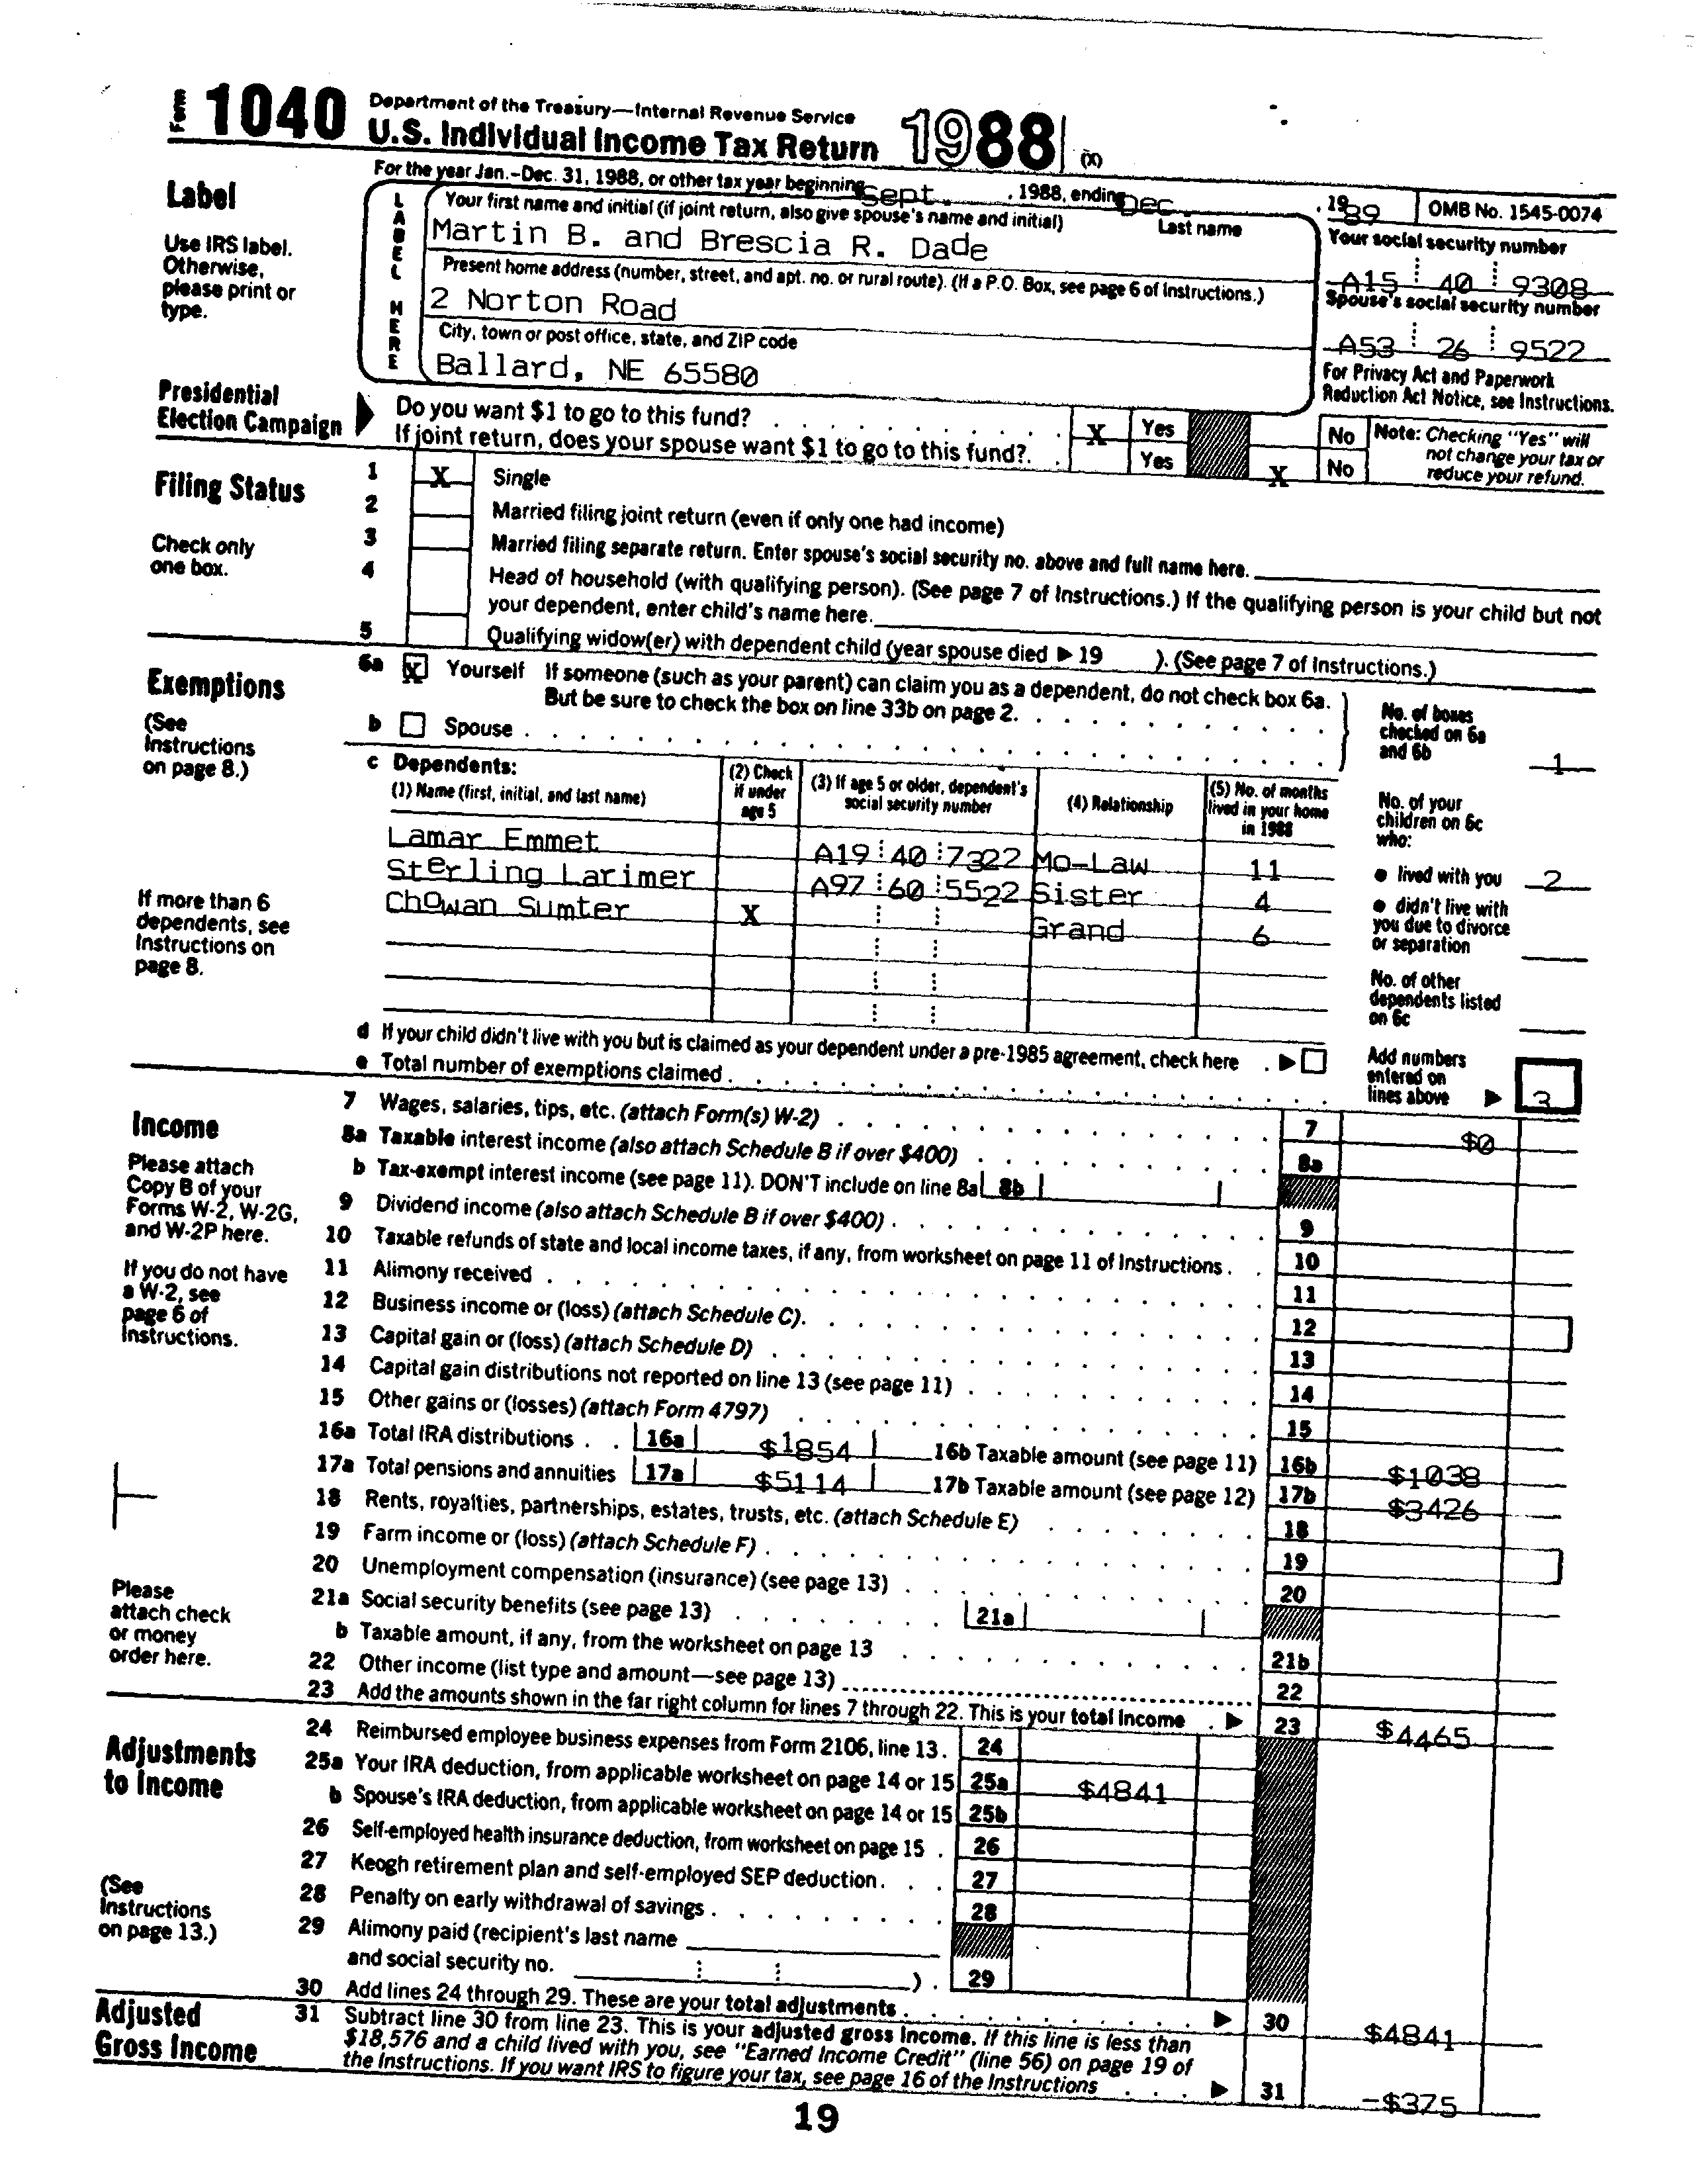 Form 1040 Department of the Treasury—Internal Revenue Service
U.S. Individual Income Tax Return 1988 (X)
For the year Jan.–Dec. 31, 1988, or other tax year beginning Sept. , 1988, ending Dec. , 19 89 OMB No. 1545-0074
Label
Use IRS label.
Otherwise,
please print or
type.
LABEL HERE
Your first name and initial (if joint return, also give spouse's name and initial) Last name
Martin B. and Brescia R. Dade
Your social security number
A15 40 9308
Present home address (number, street, and apt. no. or rural route). (If a P.O. Box, see page 6 of Instructions.)
2 Norton Road
Spouse's social security number
A53 26 9522
City, town or post office, state, and ZIP code
Ballard, NE 65580
For Privacy Act and Paperwork
Reduction Act Notice, see Instructions.
Presidential
Election Campaign
Do you want $1 to go to this fund? X Yes No
If joint return, does your spouse want $1 to go to this fund? Yes X No
Note: Checking "Yes" will
not change your tax or
reduce your refund.
Filing Status
Check only
one box.
1 X Single
2 Married filing joint return (even if only one had income)
3 Married filing separate return. Enter spouse's social security no. above and full name here.
4 Head of household (with qualifying person). (See page 7 of Instructions.) If the qualifying person is your child but not
your dependent, enter child's name here.
5 Qualifying widow(er) with dependent child (year spouse died ▶ 19 ). (See page 7 of Instructions.)
Exemptions
(See
Instructions
on page 8.)
6a X Yourself If someone (such as your parent) can claim you as a dependent, do not check box 6a.
But be sure to check the box on line 33b on page 2.
b Spouse
No. of boxes
checked on 6a
and 6b 1
c Dependents:
(1) Name (first, initial, and last name)
(2) Check
if under
age 5
(3) If age 5 or older, dependent's
social security number
(4) Relationship
(5) No. of months
lived in your home
in 1988
Lamar Emmet A19 40 7322 Mo-Law 11
Sterling Larimer A97 60 5522 Sister 4
Chowan Sumter X Grand 6
No. of your
children on 6c
who:
● lived with you 2
● didn't live with
you due to divorce
or separation
No. of other
dependents listed
on 6c
If more than 6
dependents, see
Instructions on
page 8.
d If your child didn't live with you but is claimed as your dependent under a pre-1985 agreement, check here ▶
e Total number of exemptions claimed
Add numbers
entered on
lines above ▶ 3
Income
Please attach
Copy B of your
Forms W-2, W-2G,
and W-2P here.
If you do not have
a W-2, see
page 6 of
Instructions.
Please
attach check
or money
order here.
7 Wages, salaries, tips, etc. (attach Form(s) W-2) 7 $0
8a Taxable interest income (also attach Schedule B if over $400) 8a
b Tax-exempt interest income (see page 11). DON'T include on line 8a 8b
9 Dividend income (also attach Schedule B if over $400) 9
10 Taxable refunds of state and local income taxes, if any, from worksheet on page 11 of Instructions 10
11 Alimony received 11
12 Business income or (loss) (attach Schedule C) 12
13 Capital gain or (loss) (attach Schedule D) 13
14 Capital gain distributions not reported on line 13 (see page 11) 14
15 Other gains or (losses) (attach Form 4797) 15
16a Total IRA distributions 16a $1854 16b Taxable amount (see page 11) 16b $1038
17a Total pensions and annuities 17a $5114 17b Taxable amount (see page 12) 17b $3426
18 Rents, royalties, partnerships, estates, trusts, etc. (attach Schedule E) 18
19 Farm income or (loss) (attach Schedule F) 19
20 Unemployment compensation (insurance) (see page 13) 20
21a Social security benefits (see page 13) 21a
b Taxable amount, if any, from the worksheet on page 13 21b
22 Other income (list type and amount—see page 13) 22
23 Add the amounts shown in the far right column for lines 7 through 22. This is your total income ▶ 23 $4465
Adjustments
to Income
(See
Instructions
on page 13.)
24 Reimbursed employee business expenses from Form 2106, line 13. 24
25a Your IRA deduction, from applicable worksheet on page 14 or 15 25a $4841
b Spouse's IRA deduction, from applicable worksheet on page 14 or 15 25b
26 Self-employed health insurance deduction, from worksheet on page 15 26
27 Keogh retirement plan and self-employed SEP deduction 27
28 Penalty on early withdrawal of savings 28
29 Alimony paid (recipient's last name
and social security no. ) 29
30 Add lines 24 through 29. These are your total adjustments ▶ 30 $4841
Adjusted
Gross Income
31 Subtract line 30 from line 23. This is your adjusted gross income. If this line is less than
$18,576 and a child lived with you, see "Earned Income Credit" (line 56) on page 19 of
the Instructions. If you want IRS to figure your tax, see page 16 of the Instructions ▶ 31 -$375
19